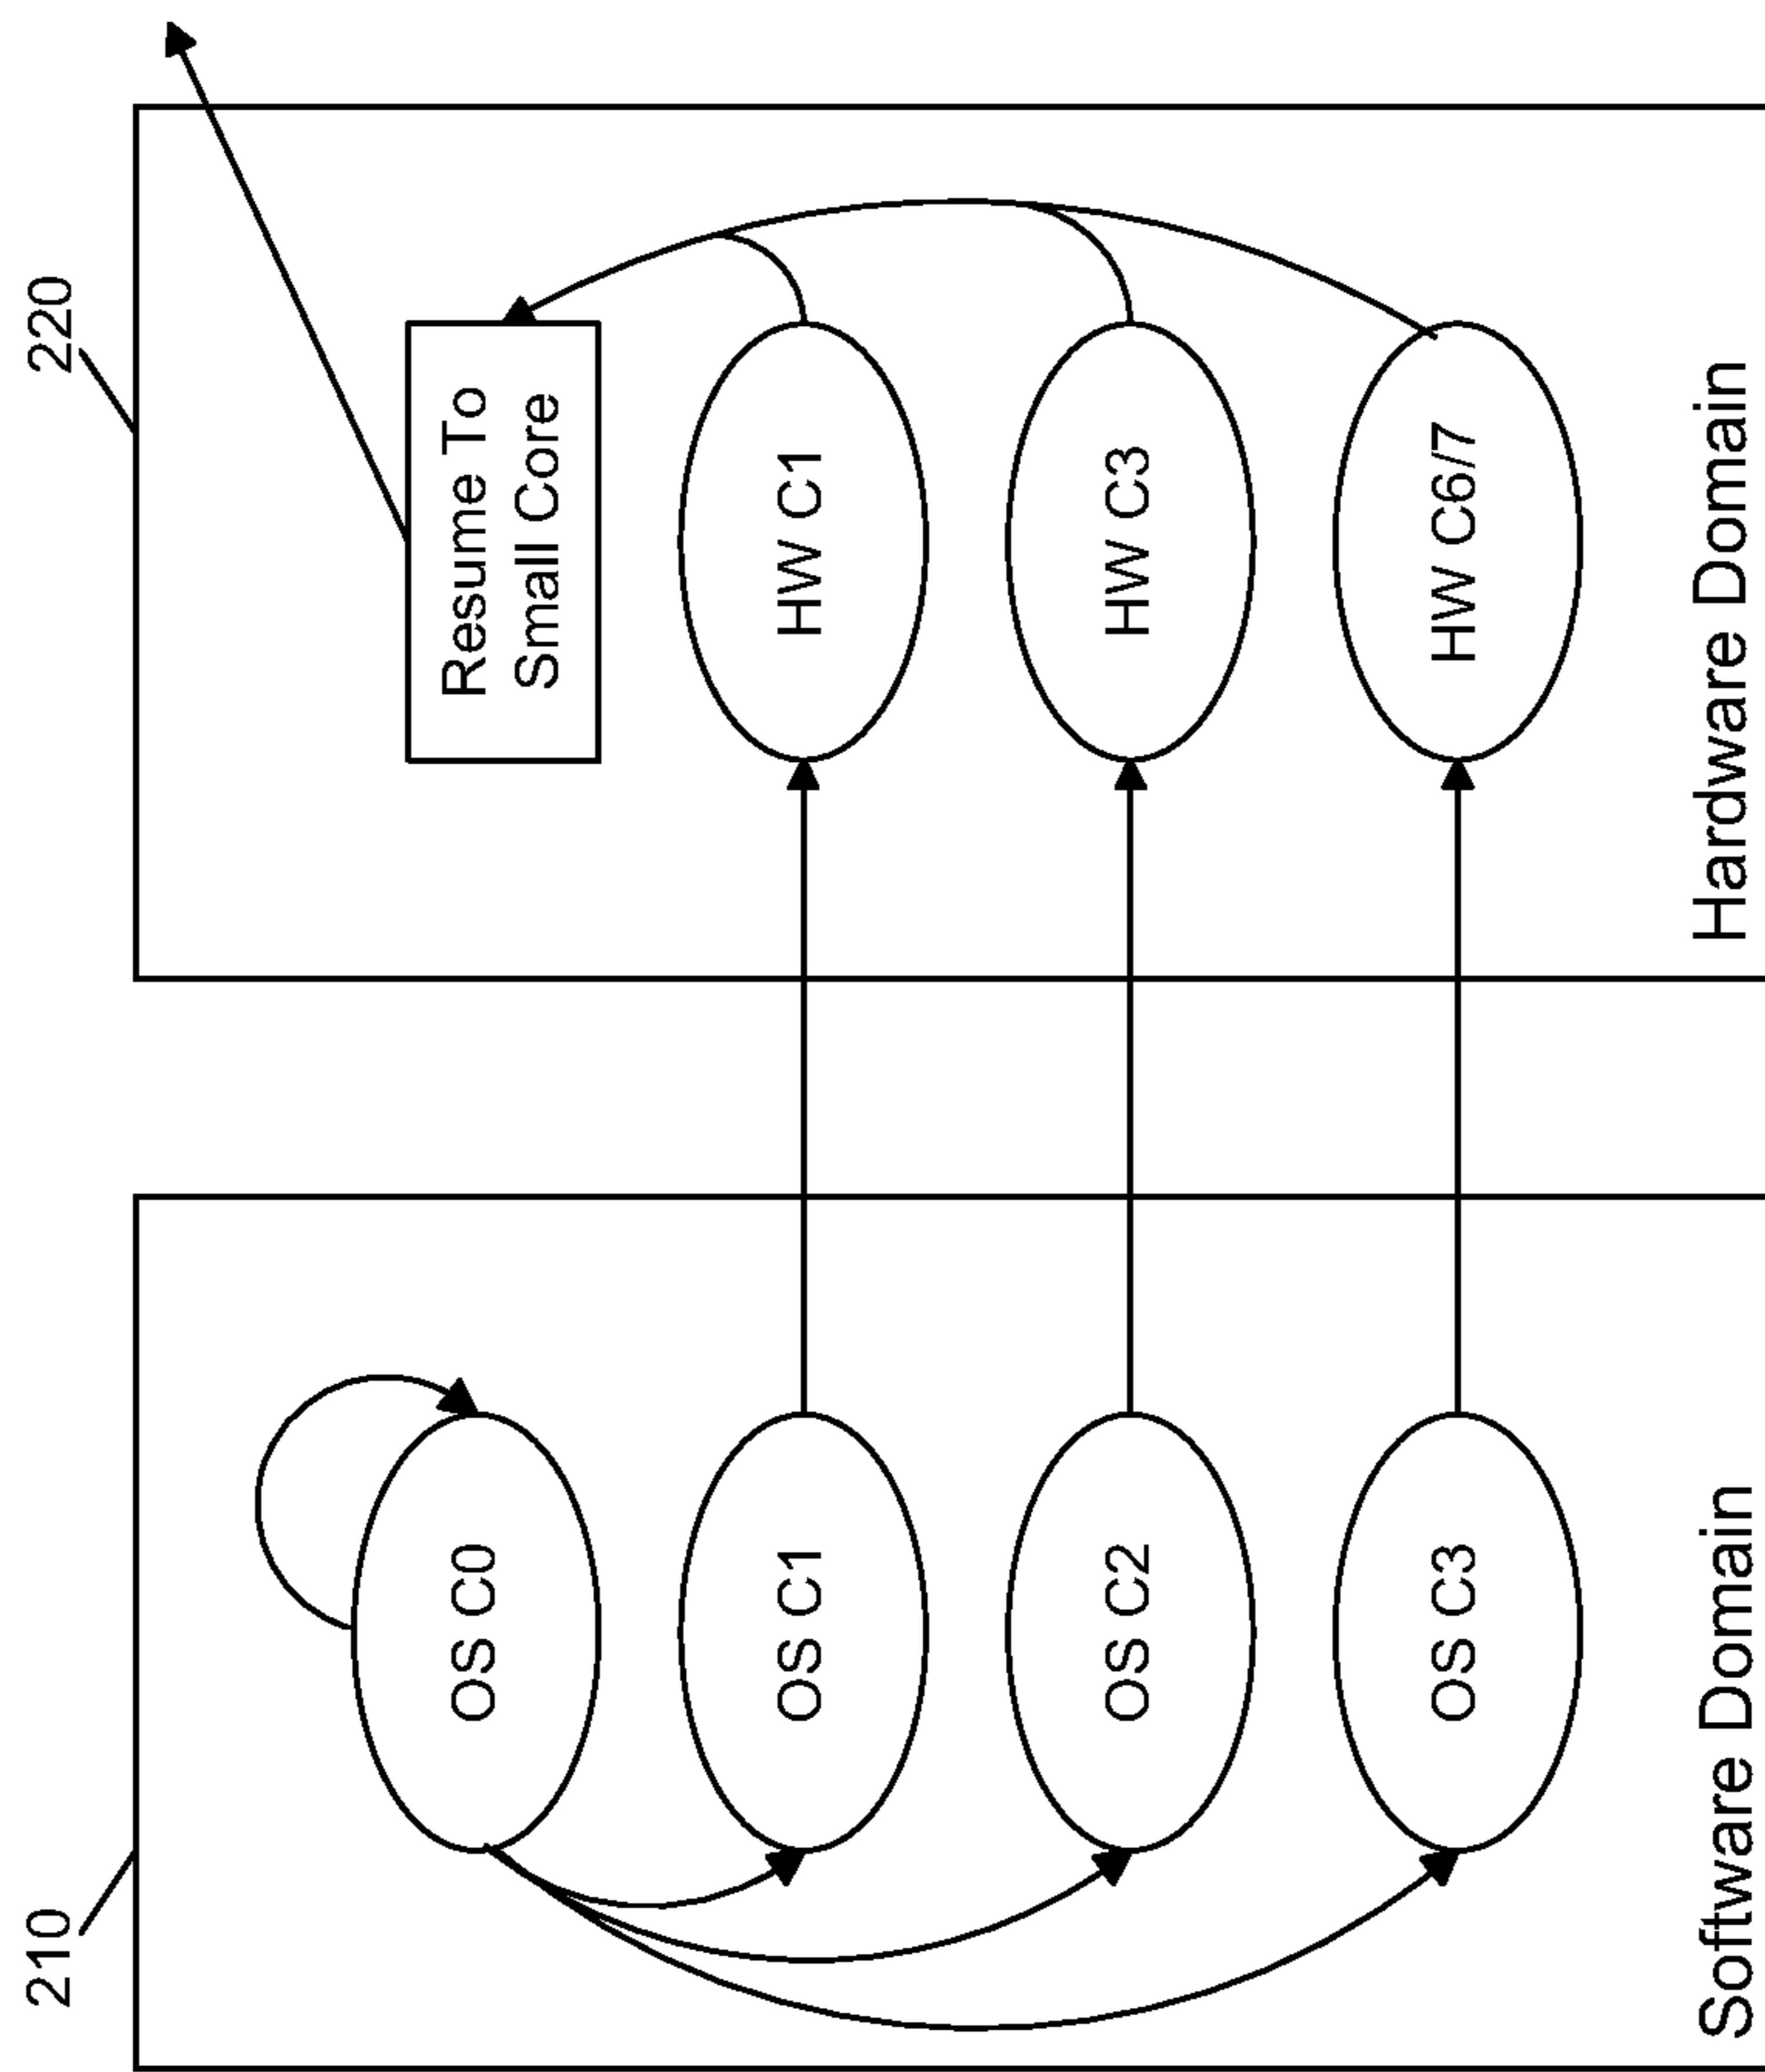 210
OS C0
OS C1
OS C2
OS C3
Software Domain
220
Resume To
Small Core
HW C1
HW C3
HW C6/7
Hardware Domain